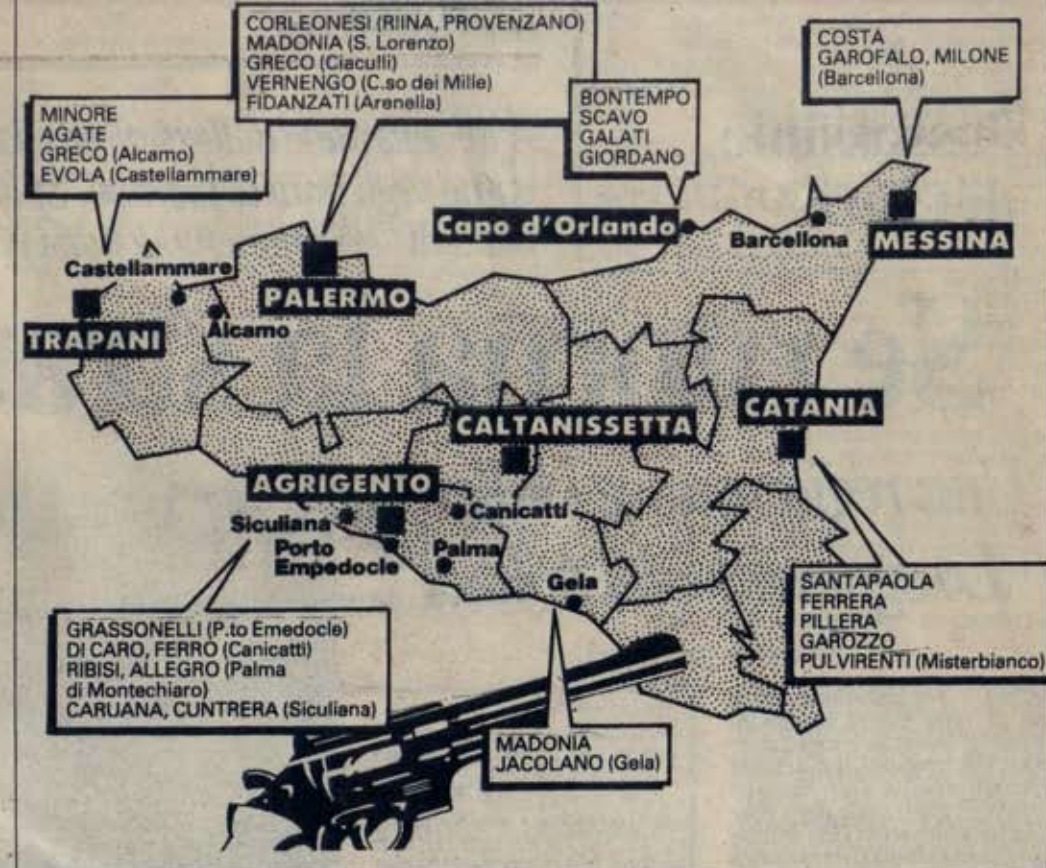 CORLEONESI (RIINA, PROVENZANO)
MADONIA (S. Lorenzo)
GRECO (Ciaculli)
VERNENGO (C.so dei Mille)
FIDANZATI (Arenella)
COSTA
GAROFALO, MILONE
(Barcellona)
BONTEMPO
SCAVO
GALATI
GIORDANO
MINORE
AGATE
GRECO (Alcamo)
EVOLA (Castellammare)
Capo d'Orlando
Barcellona
MESSINA
Castellammare
PALERMO
TRAPANI
Alcamo
CATANIA
CALTANISSETTA
AGRIGENTO
Siculiana
Canicattí
Porto
Empedocle
Palma
Gela
SANTAPAOLA
FERRERA
PILLERA
GAROZZO
PULVIRENTI (Misterbianco)
GRASSONELLI (P.to Emedocle)
DI CARO, FERRO (Canicattì)
RIBISI, ALLEGRO (Palma
di Montechiaro)
CARUANA, CUNTRERA (Siculiana)
MADONIA
JACOLANO (Gela)